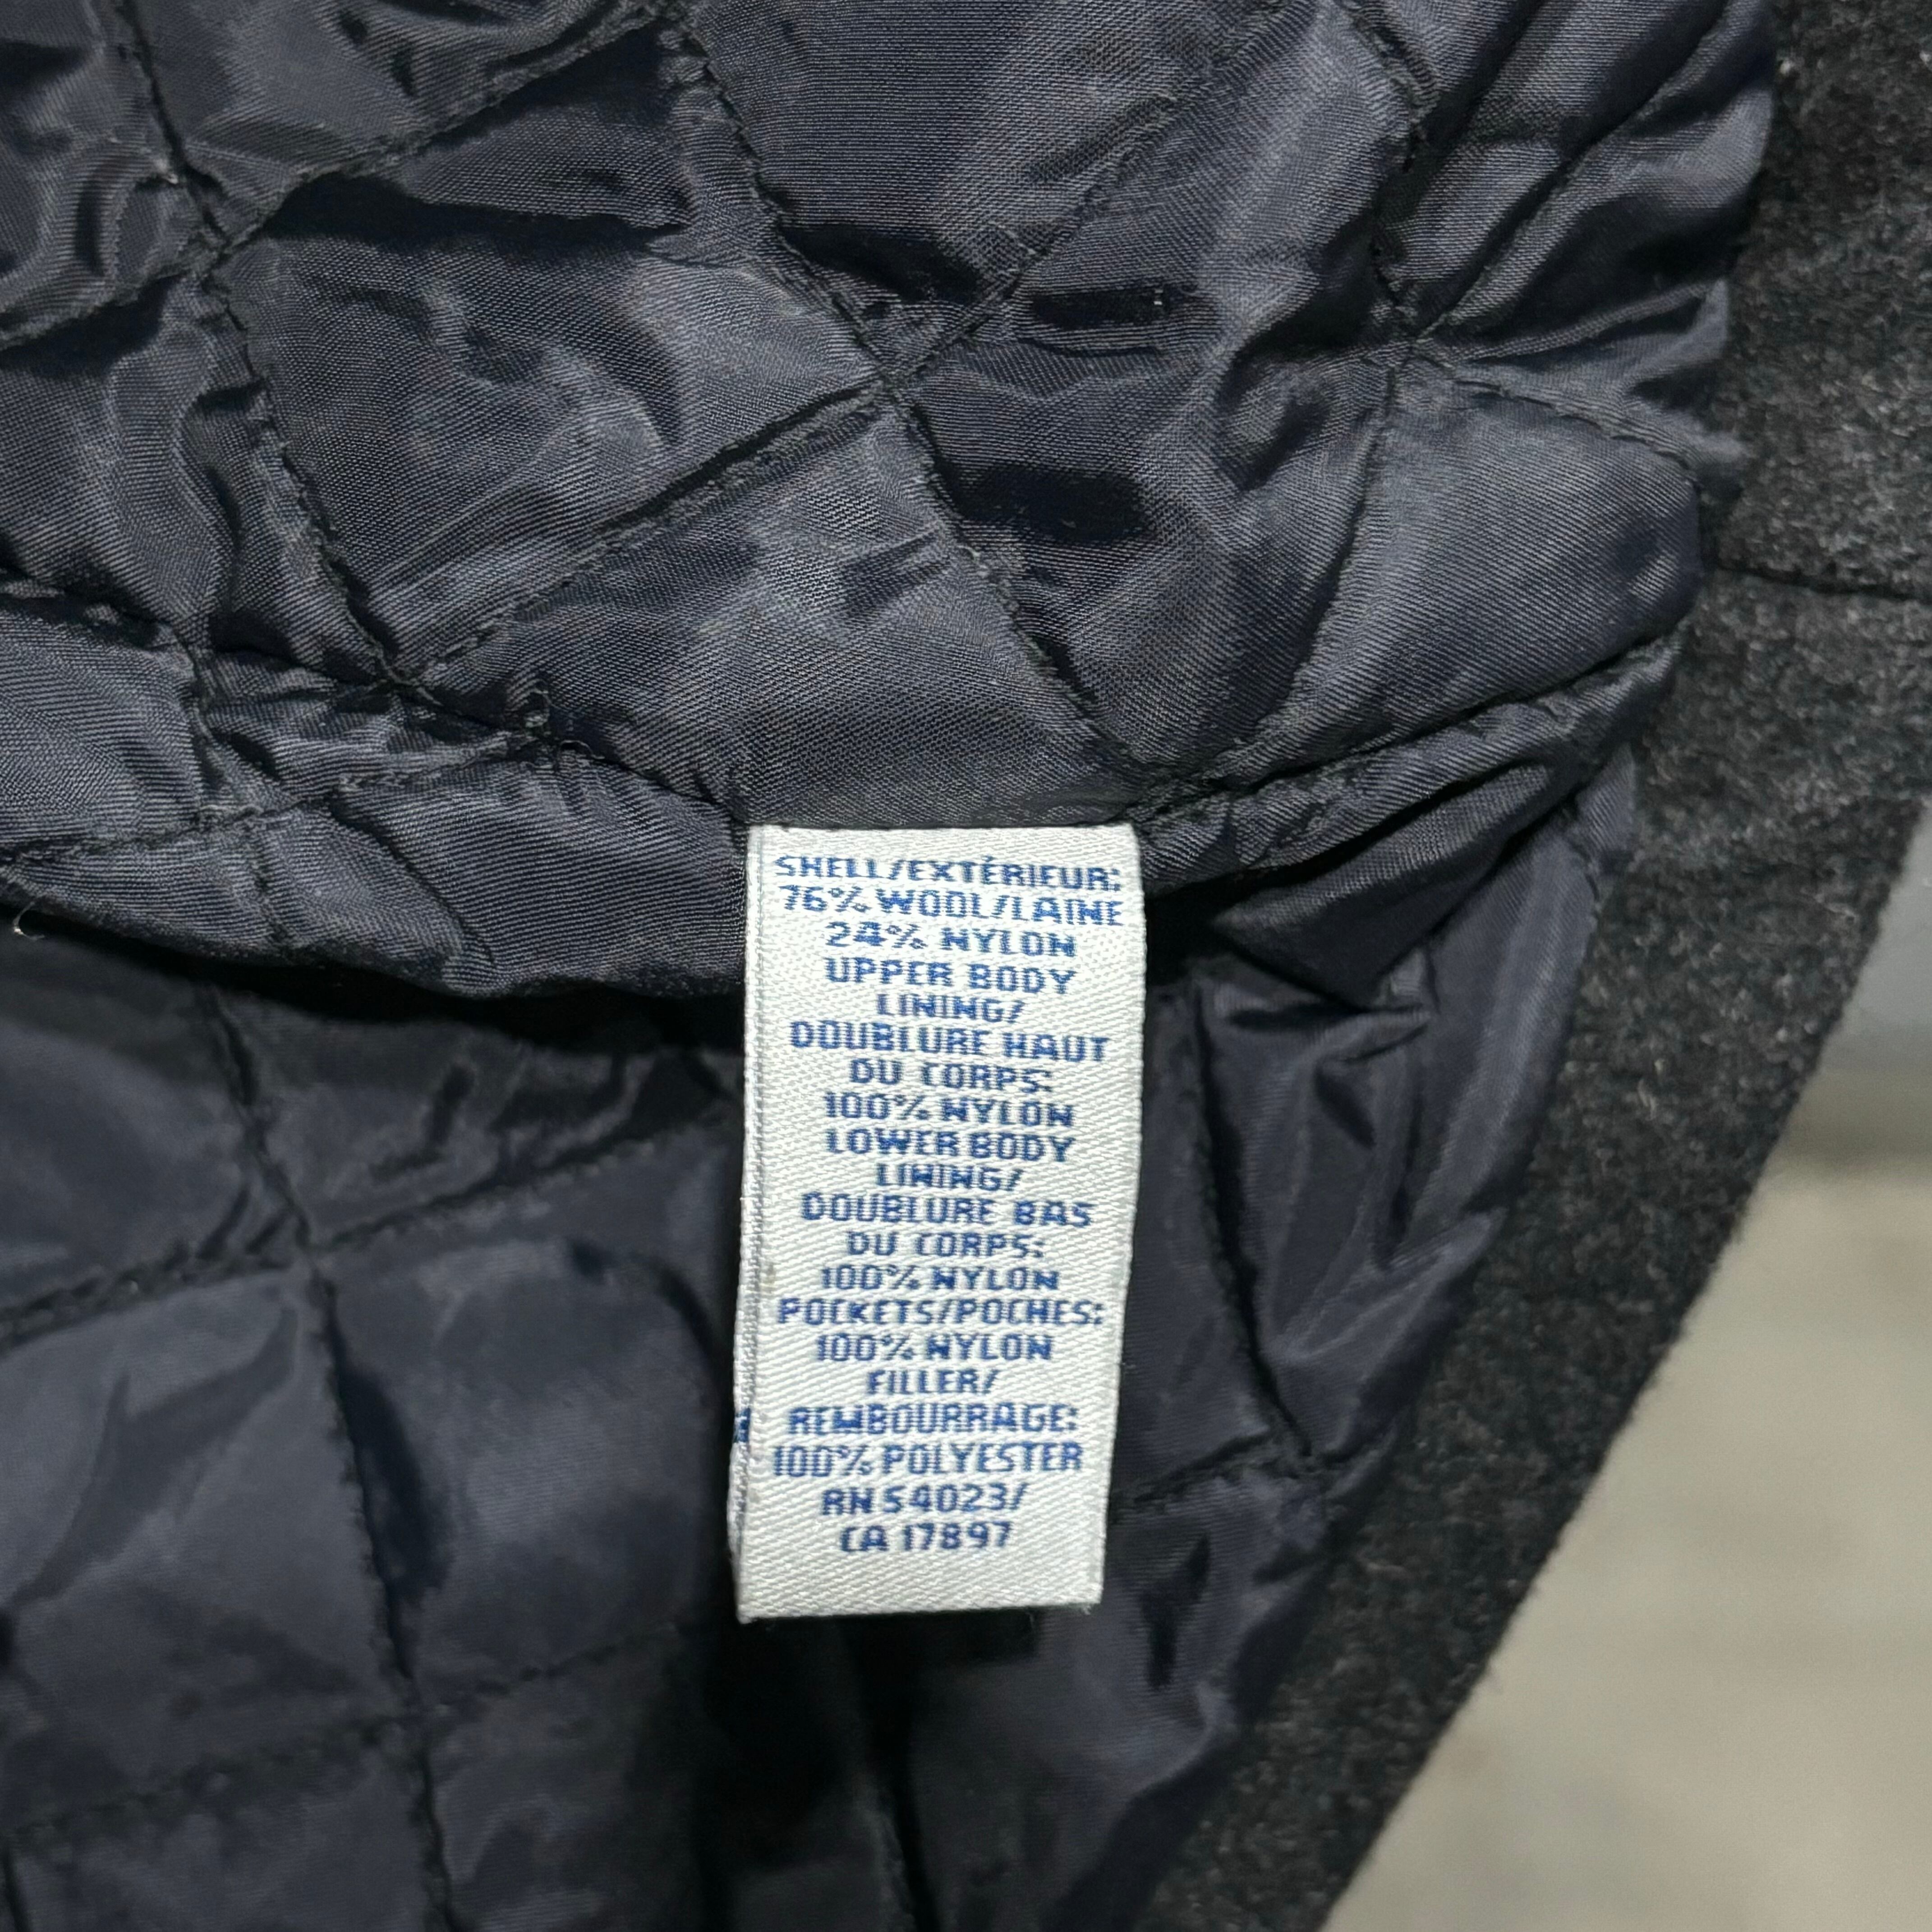 SHELL/EXTÉRIEUR:
76% WOOL/LAINE
24% NYLON
UPPER BODY
LINING/
DOUBLURE HAUT
DU CORPS:
100% NYLON
LOWER BODY
LINING/
DOUBLURE BAS
DU CORPS:
100% NYLON
POCKETS/POCHES:
100% NYLON
FILLER/
REMBOURRAGE:
100% POLYESTER
RN 54023/
CA 17897